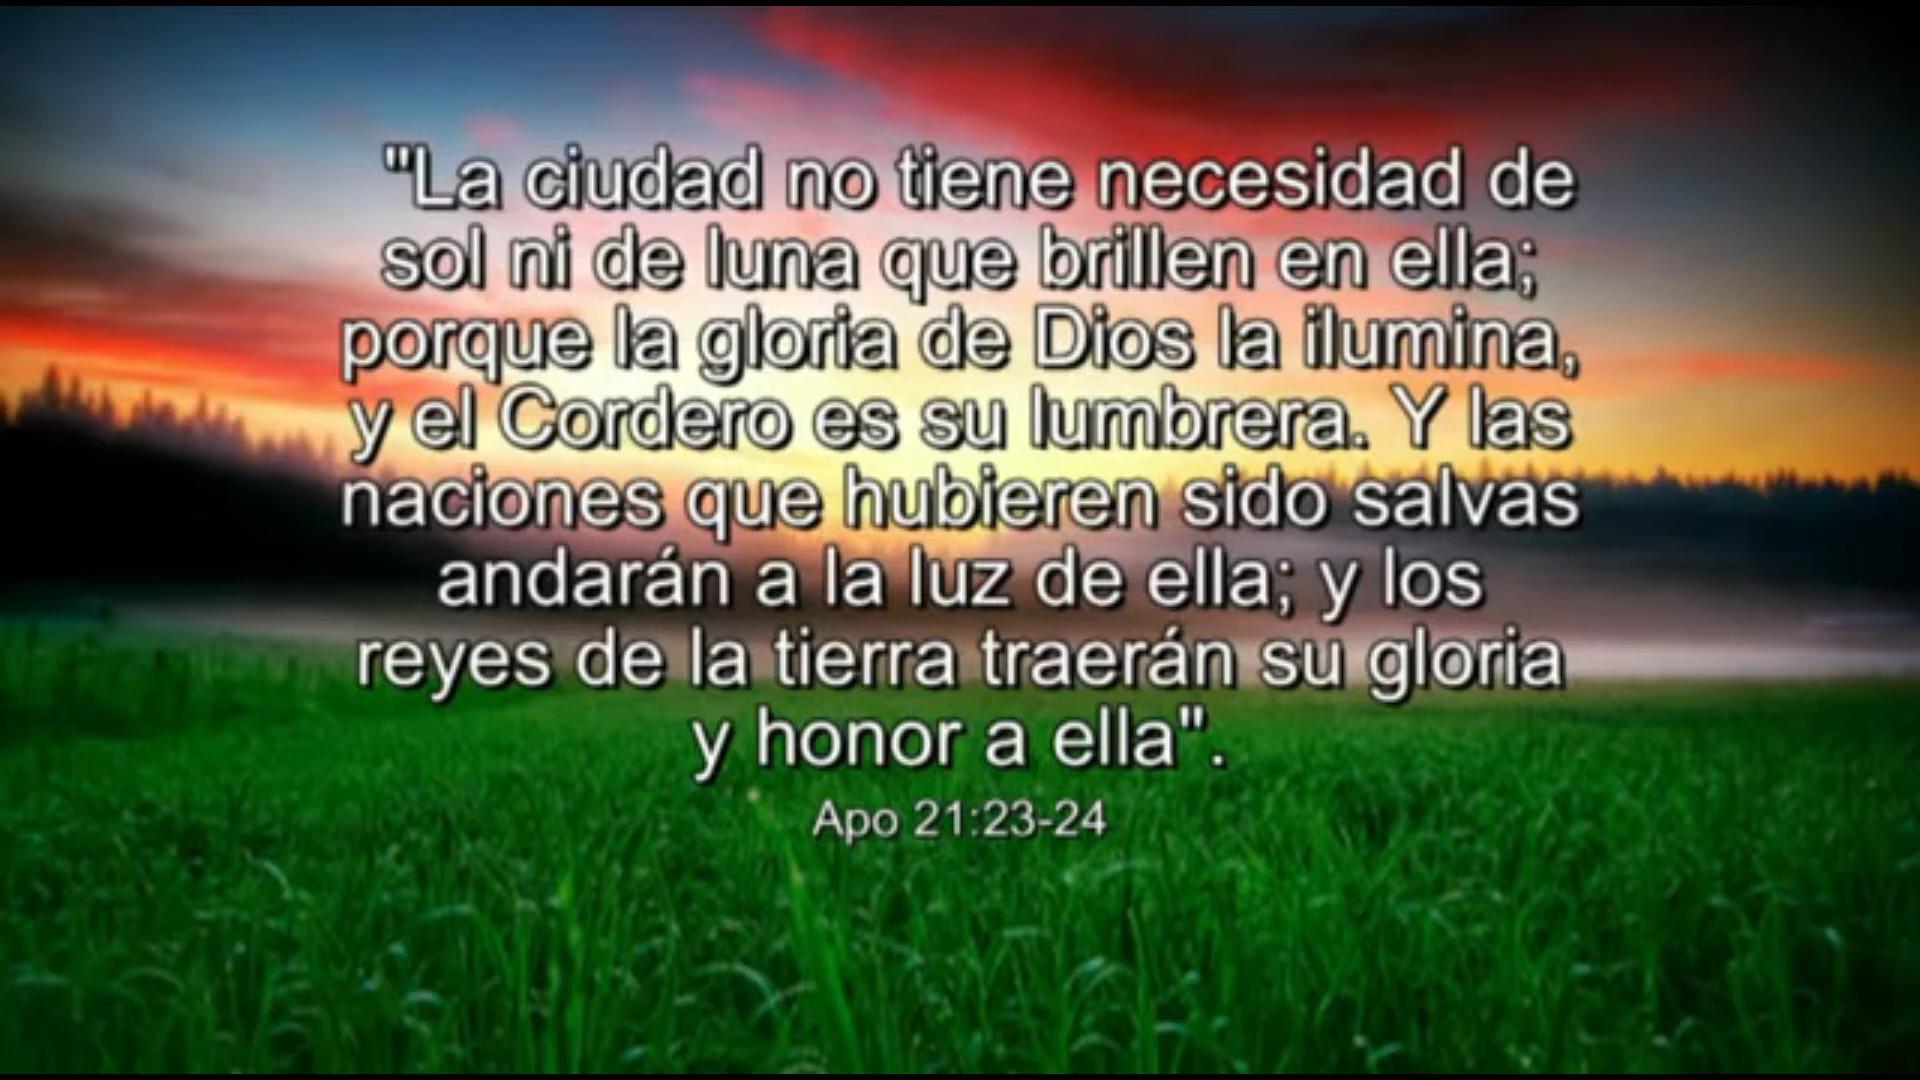 "La ciudad no tiene necesidad de
sol ni de luna que brillen en ella;
porque la gloria de Dios la ilumina,
y el Cordero es su lumbrera. Y las
naciones que hubieren sido salvas
andarán a la luz de ella; y los
reyes de la tierra traerán su gloria
y honor a ella".
Apo 21:23-24